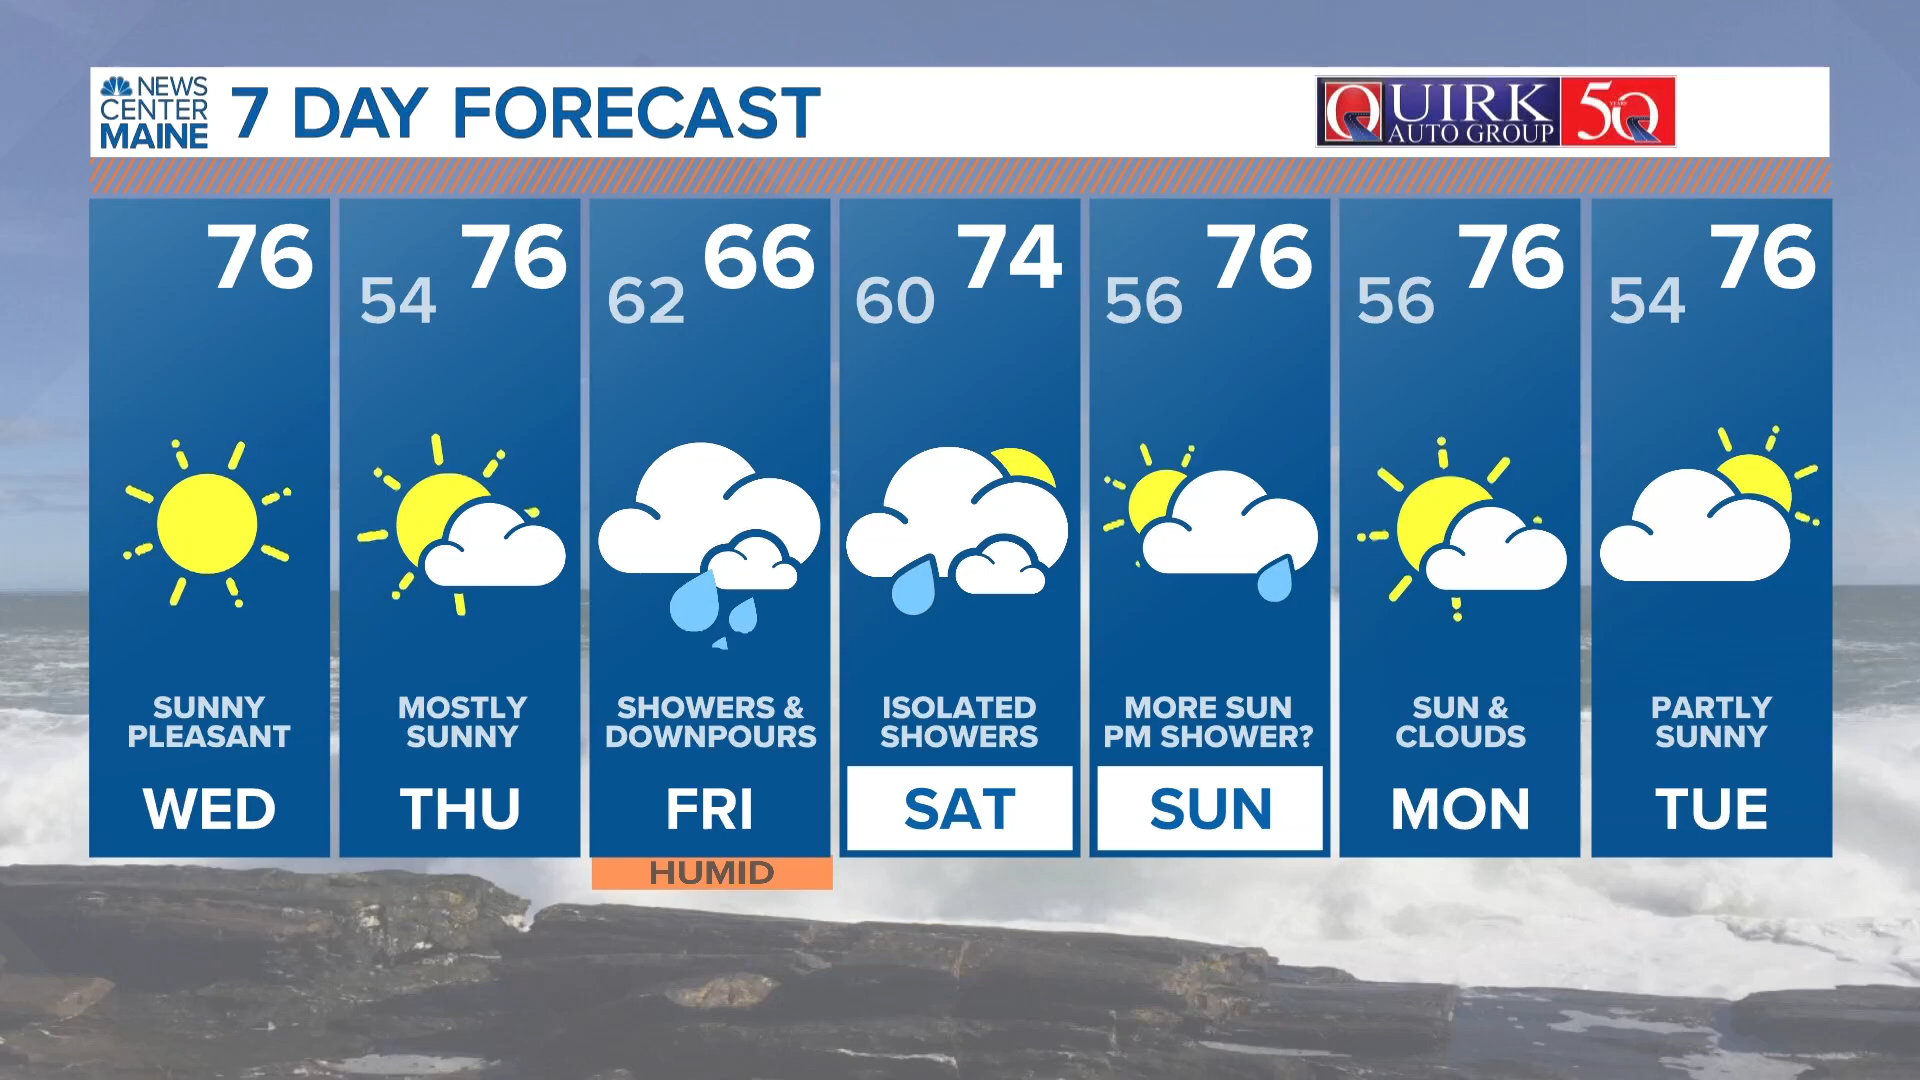 NEWS
CENTER
MAINE
7 DAY FORECAST
QUIRK
AUTO GROUP
50
YEARS
76
54 76
62 66
60 74
56 76
56 76
54 76
SUNNY
PLEASANT
WED
MOSTLY
SUNNY
THU
SHOWERS &
DOWNPOURS
FRI
HUMID
ISOLATED
SHOWERS
SAT
MORE SUN
PM SHOWER?
SUN
SUN &
CLOUDS
MON
PARTLY
SUNNY
TUE